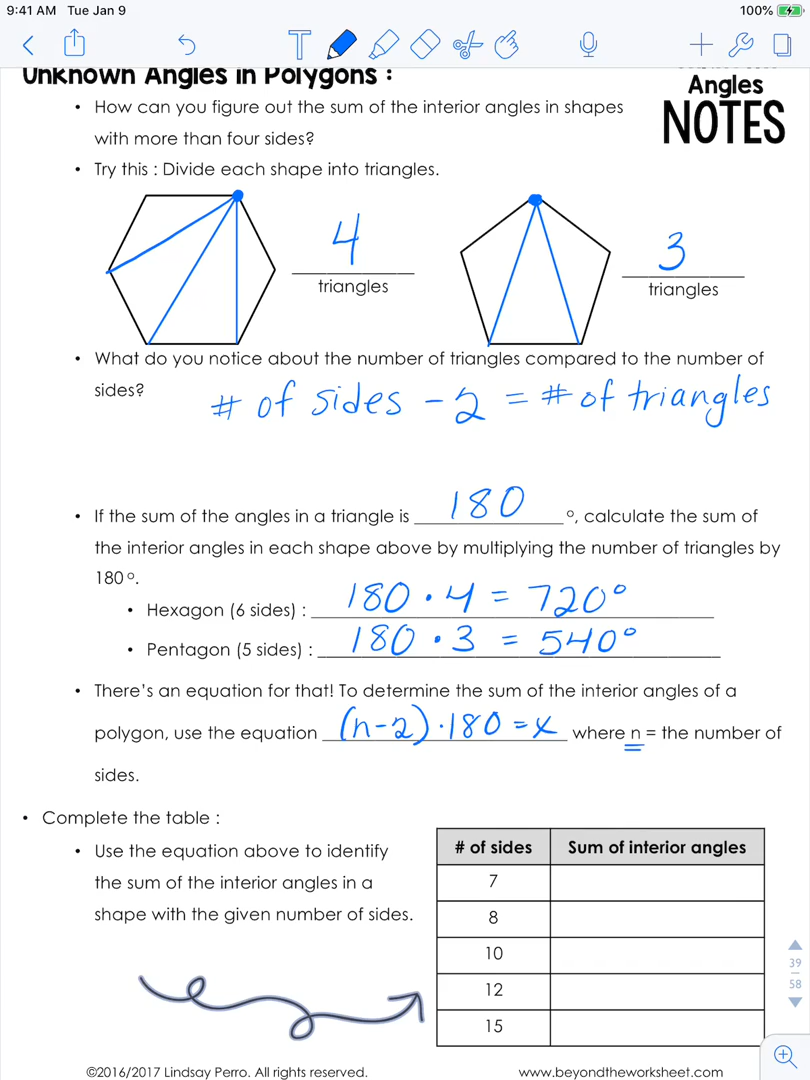 9:41 AM Tue Jan 9
100%
T
Unknown Angles in Polygons :
Angles
NOTES
• How can you figure out the sum of the interior angles in shapes
with more than four sides?
• Try this : Divide each shape into triangles.
4
triangles
3
triangles
• What do you notice about the number of triangles compared to the number of
sides?
# of sides - 2 = # of triangles
• If the sum of the angles in a triangle is 180 °, calculate the sum of
the interior angles in each shape above by multiplying the number of triangles by
180°.
• Hexagon (6 sides) : 180 · 4 = 720°
• Pentagon (5 sides) : 180 · 3 = 540°
• There's an equation for that! To determine the sum of the interior angles of a
polygon, use the equation (n-2)·180=x where n = the number of
sides.
• Complete the table :
• Use the equation above to identify
the sum of the interior angles in a
shape with the given number of sides.
# of sides Sum of interior angles
7
8
10
12
15
39
58
©2016/2017 Lindsay Perro. All rights reserved.
www.beyondtheworksheet.com